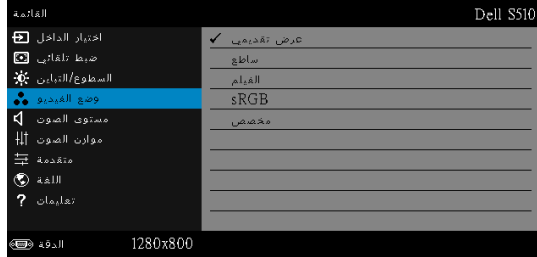 القائمة
Dell S510
اختيار الداخل
ضبط تلقائي
السطوع/التباين
وضع الفيديو
مستوى الصوت
موازن الصوت
متقدمة
اللغة
تعليمات
عرض تقديمي
ساطع
الفيلم
sRGB
مخصص
الدقة
1280x800